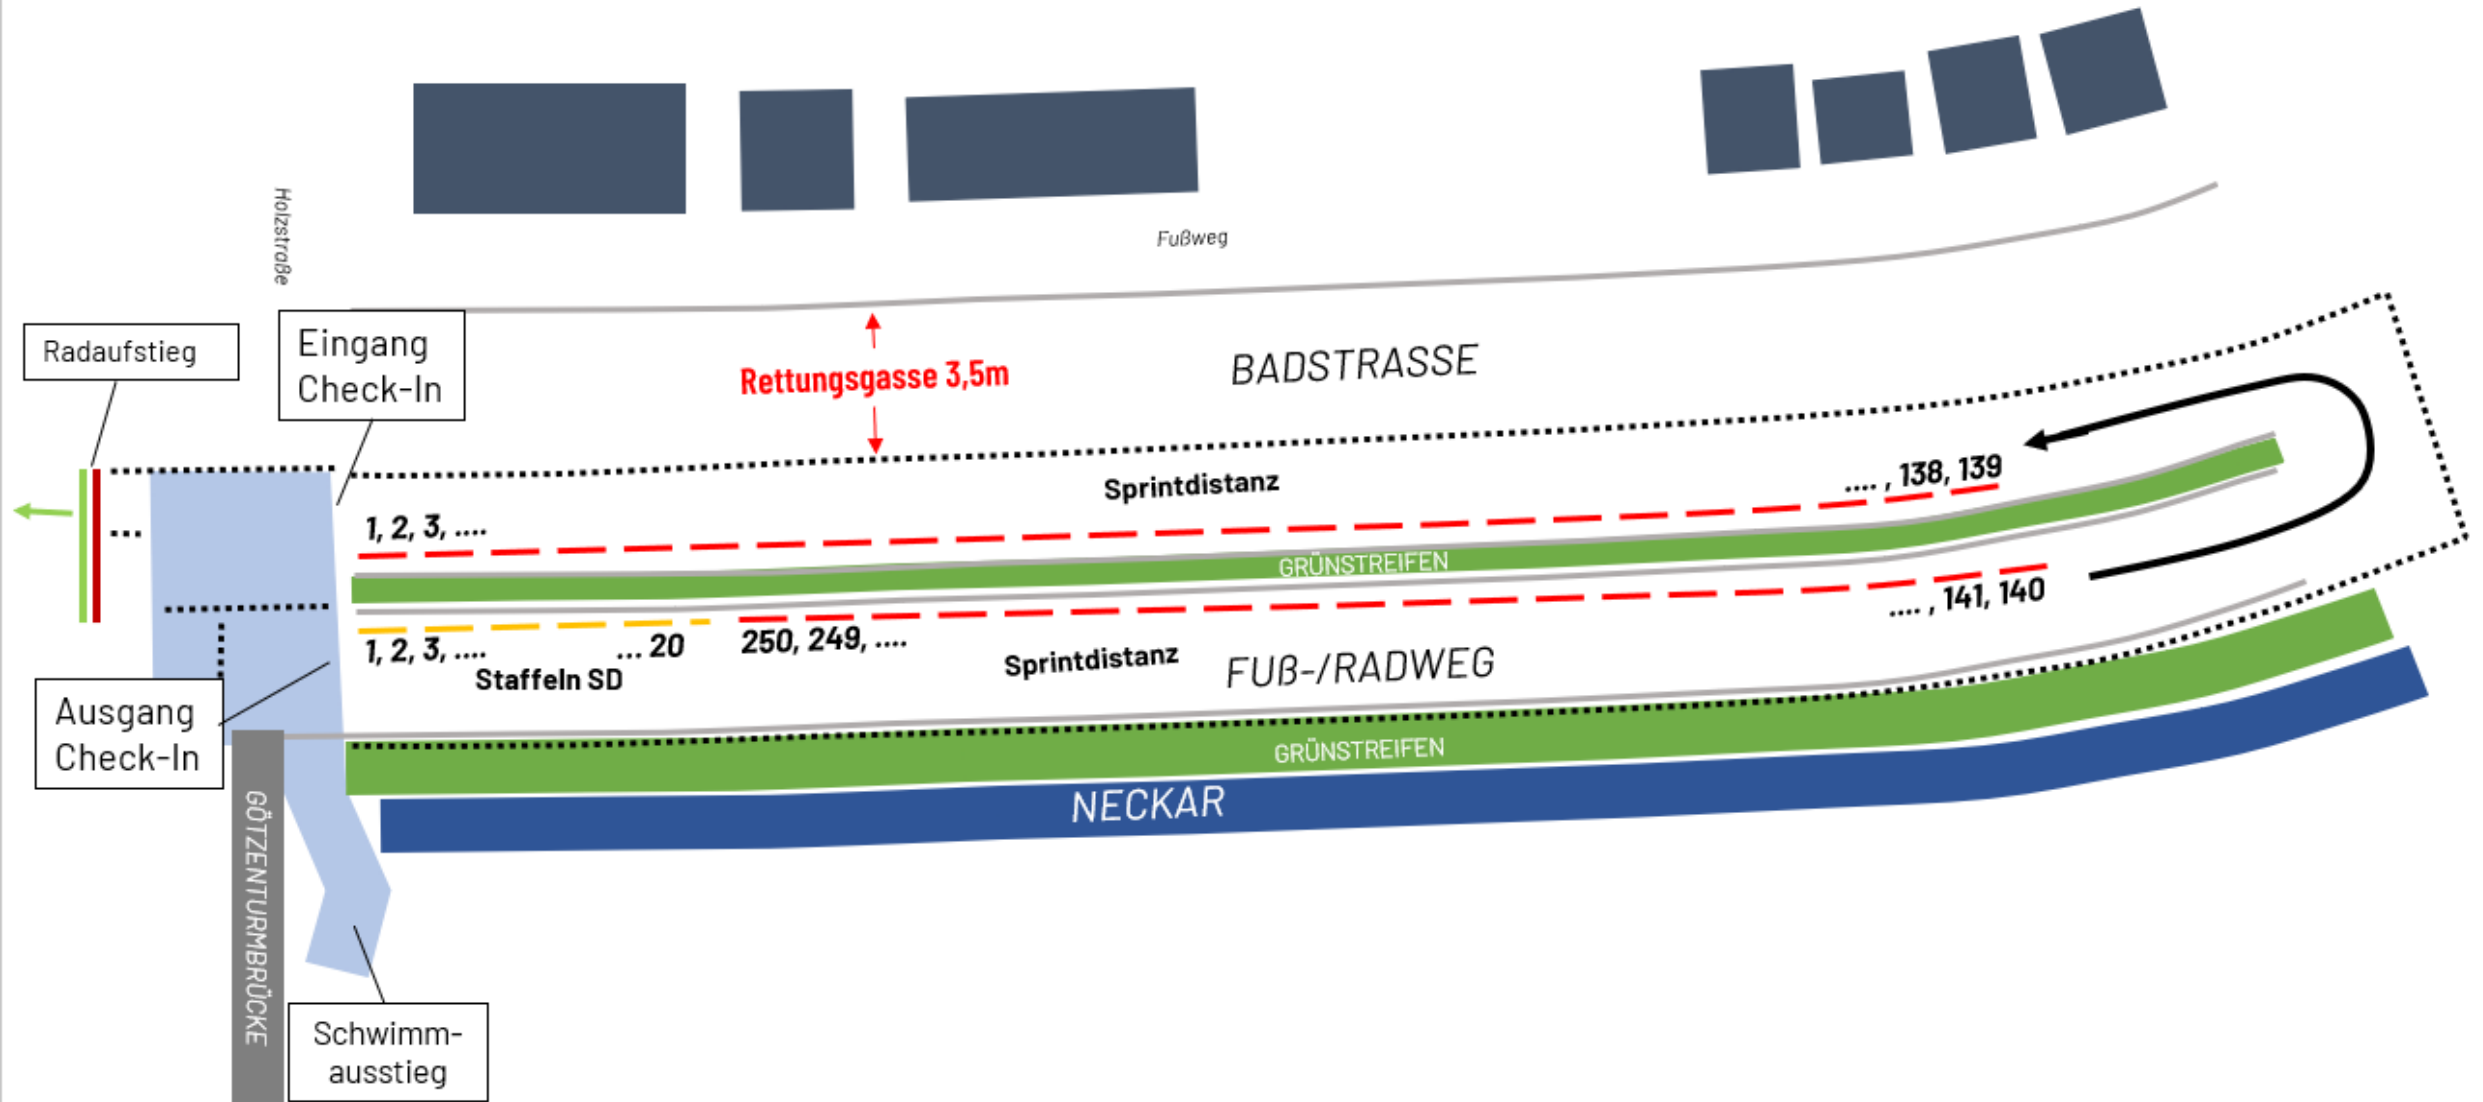 Holzstraße
Fußweg
Radaufstieg
Eingang
Check-In
Rettungsgasse 3,5m
BADSTRASSE
Sprintdistanz
.... , 138, 139
1, 2, 3, ....
GRÜNSTREIFEN
.... , 141, 140
1, 2, 3, ....
... 20
250, 249, ....
Staffeln SD
Sprintdistanz
FUß-/RADWEG
Ausgang
Check-In
GRÜNSTREIFEN
NECKAR
GÖTZENTURMBRÜCKE
Schwimm-
ausstieg